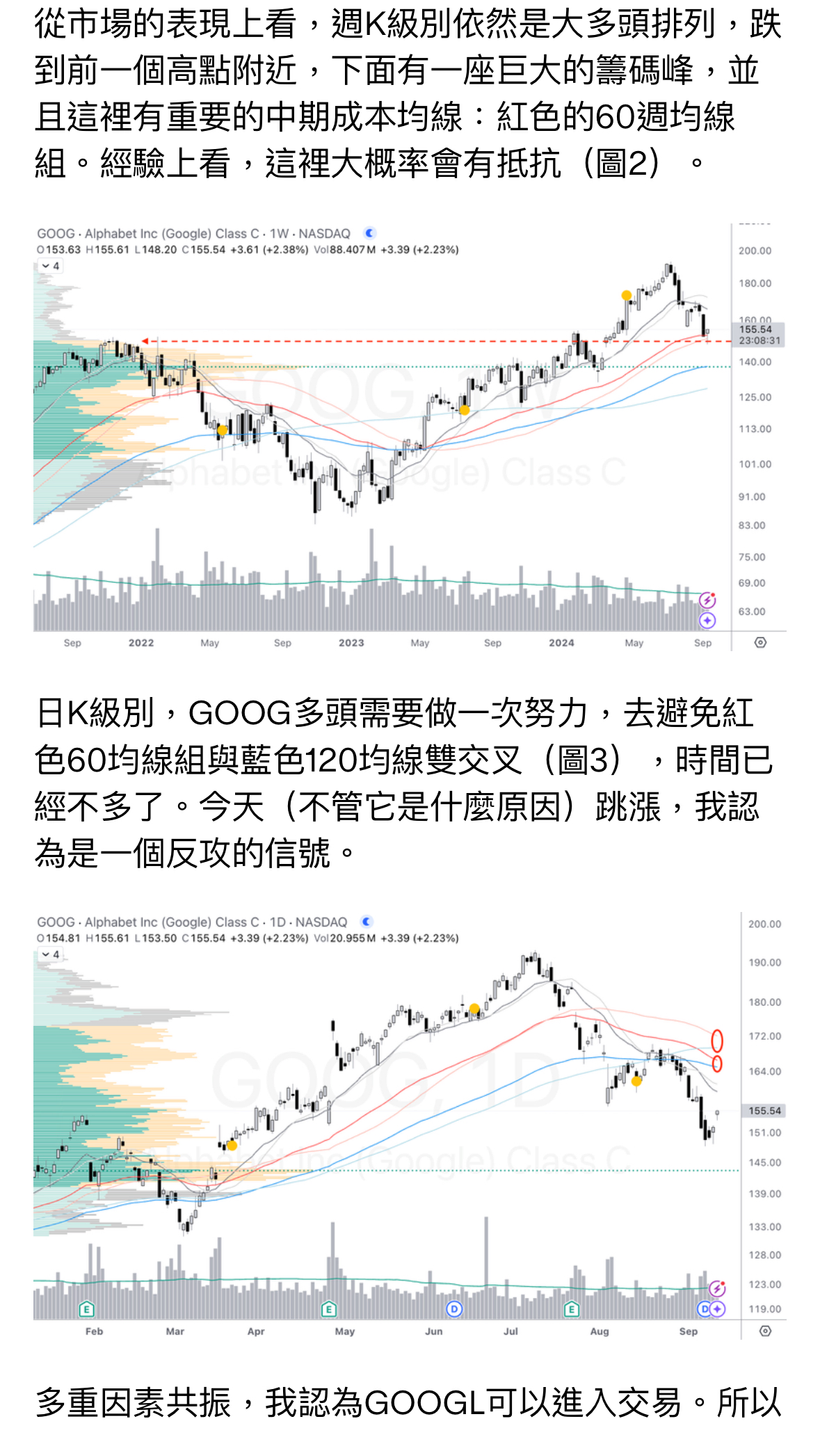 從市場的表現上看，週K級別依然是大多頭排列，跌
到前一個高點附近，下面有一座巨大的籌碼峰，並
且這裡有重要的中期成本均線：紅色的60週均線
組。經驗上看，這裡大概率會有抵抗（圖2）。
GOOG · Alphabet Inc (Google) Class C · 1W · NASDAQ
O153.63 H155.61 L148.20 C155.54 +3.61 (+2.38%) Vol88.407M +3.39 (+2.23%)
4
200.00
180.00
160.00
155.54
23:08:31
140.00
125.00
113.00
101.00
91.00
83.00
75.00
69.00
63.00
GOOG, 1W
Alphabet Inc (Google) Class C
Sep 2022 May Sep 2023 May Sep 2024 May Sep
日K級別，GOOG多頭需要做一次努力，去避免紅
色60均線組與藍色120均線雙交叉（圖3），時間已
經不多了。今天（不管它是什麼原因）跳漲，我認
為是一個反攻的信號。
GOOG · Alphabet Inc (Google) Class C · 1D · NASDAQ
O154.81 H155.61 L153.50 C155.54 +3.39 (+2.23%) Vol20.955M +3.39 (+2.23%)
4
200.00
190.00
180.00
172.00
164.00
155.54
151.00
145.00
139.00
133.00
128.00
123.00
119.00
GOOG, 1D
Alphabet Inc (Google) Class C
E E D E D
Feb Mar Apr May Jun Jul Aug Sep
多重因素共振，我認為GOOGL可以進入交易。所以